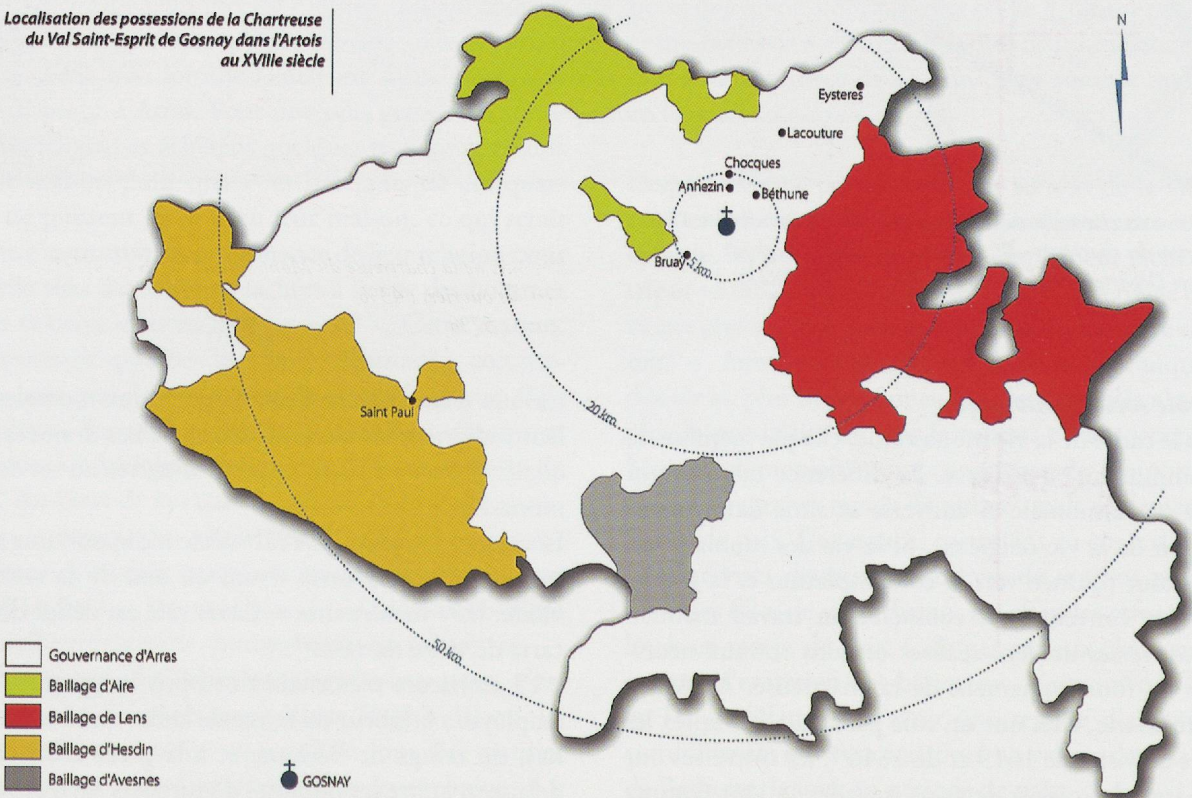 Localisation des possessions de la Chartreuse
du Val Saint-Esprit de Gosnay dans l'Artois
au XVIIIe siècle
N
Eysteres
Lacouture
Chocques
Anhezin
Béthune
Bruay
5 km
20 km
Saint Paul
50 km
Gouvernance d'Arras
Baillage d'Aire
Baillage de Lens
Baillage d'Hesdin
Baillage d'Avesnes
GOSNAY